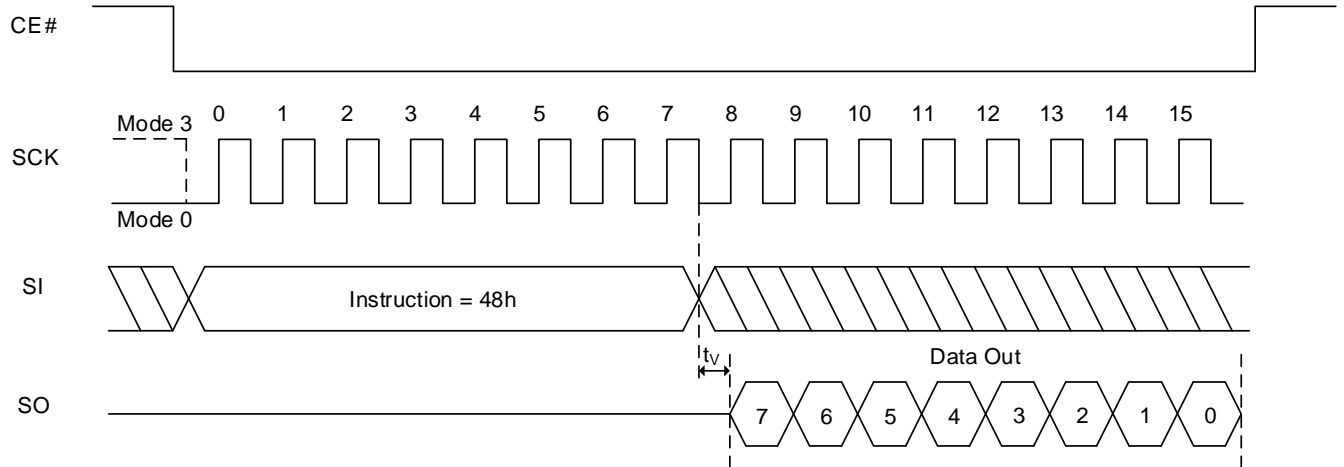 CE#
0 1 2 3 4 5 6 7 8 9 10 11 12 13 14 15
Mode 3
SCK
Mode 0
SI
Instruction = 48h
tV
Data Out
SO
7 6 5 4 3 2 1 0